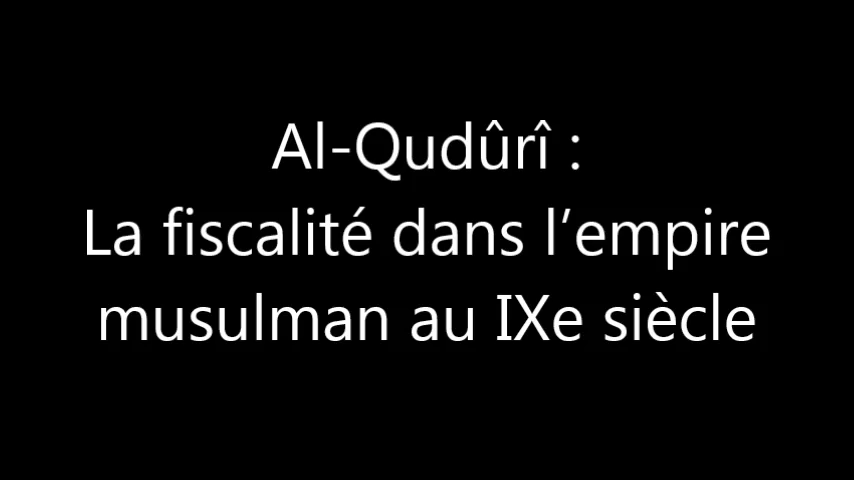 Al-Qudûrî :
La fiscalité dans l’empire
musulman au IXe siècle